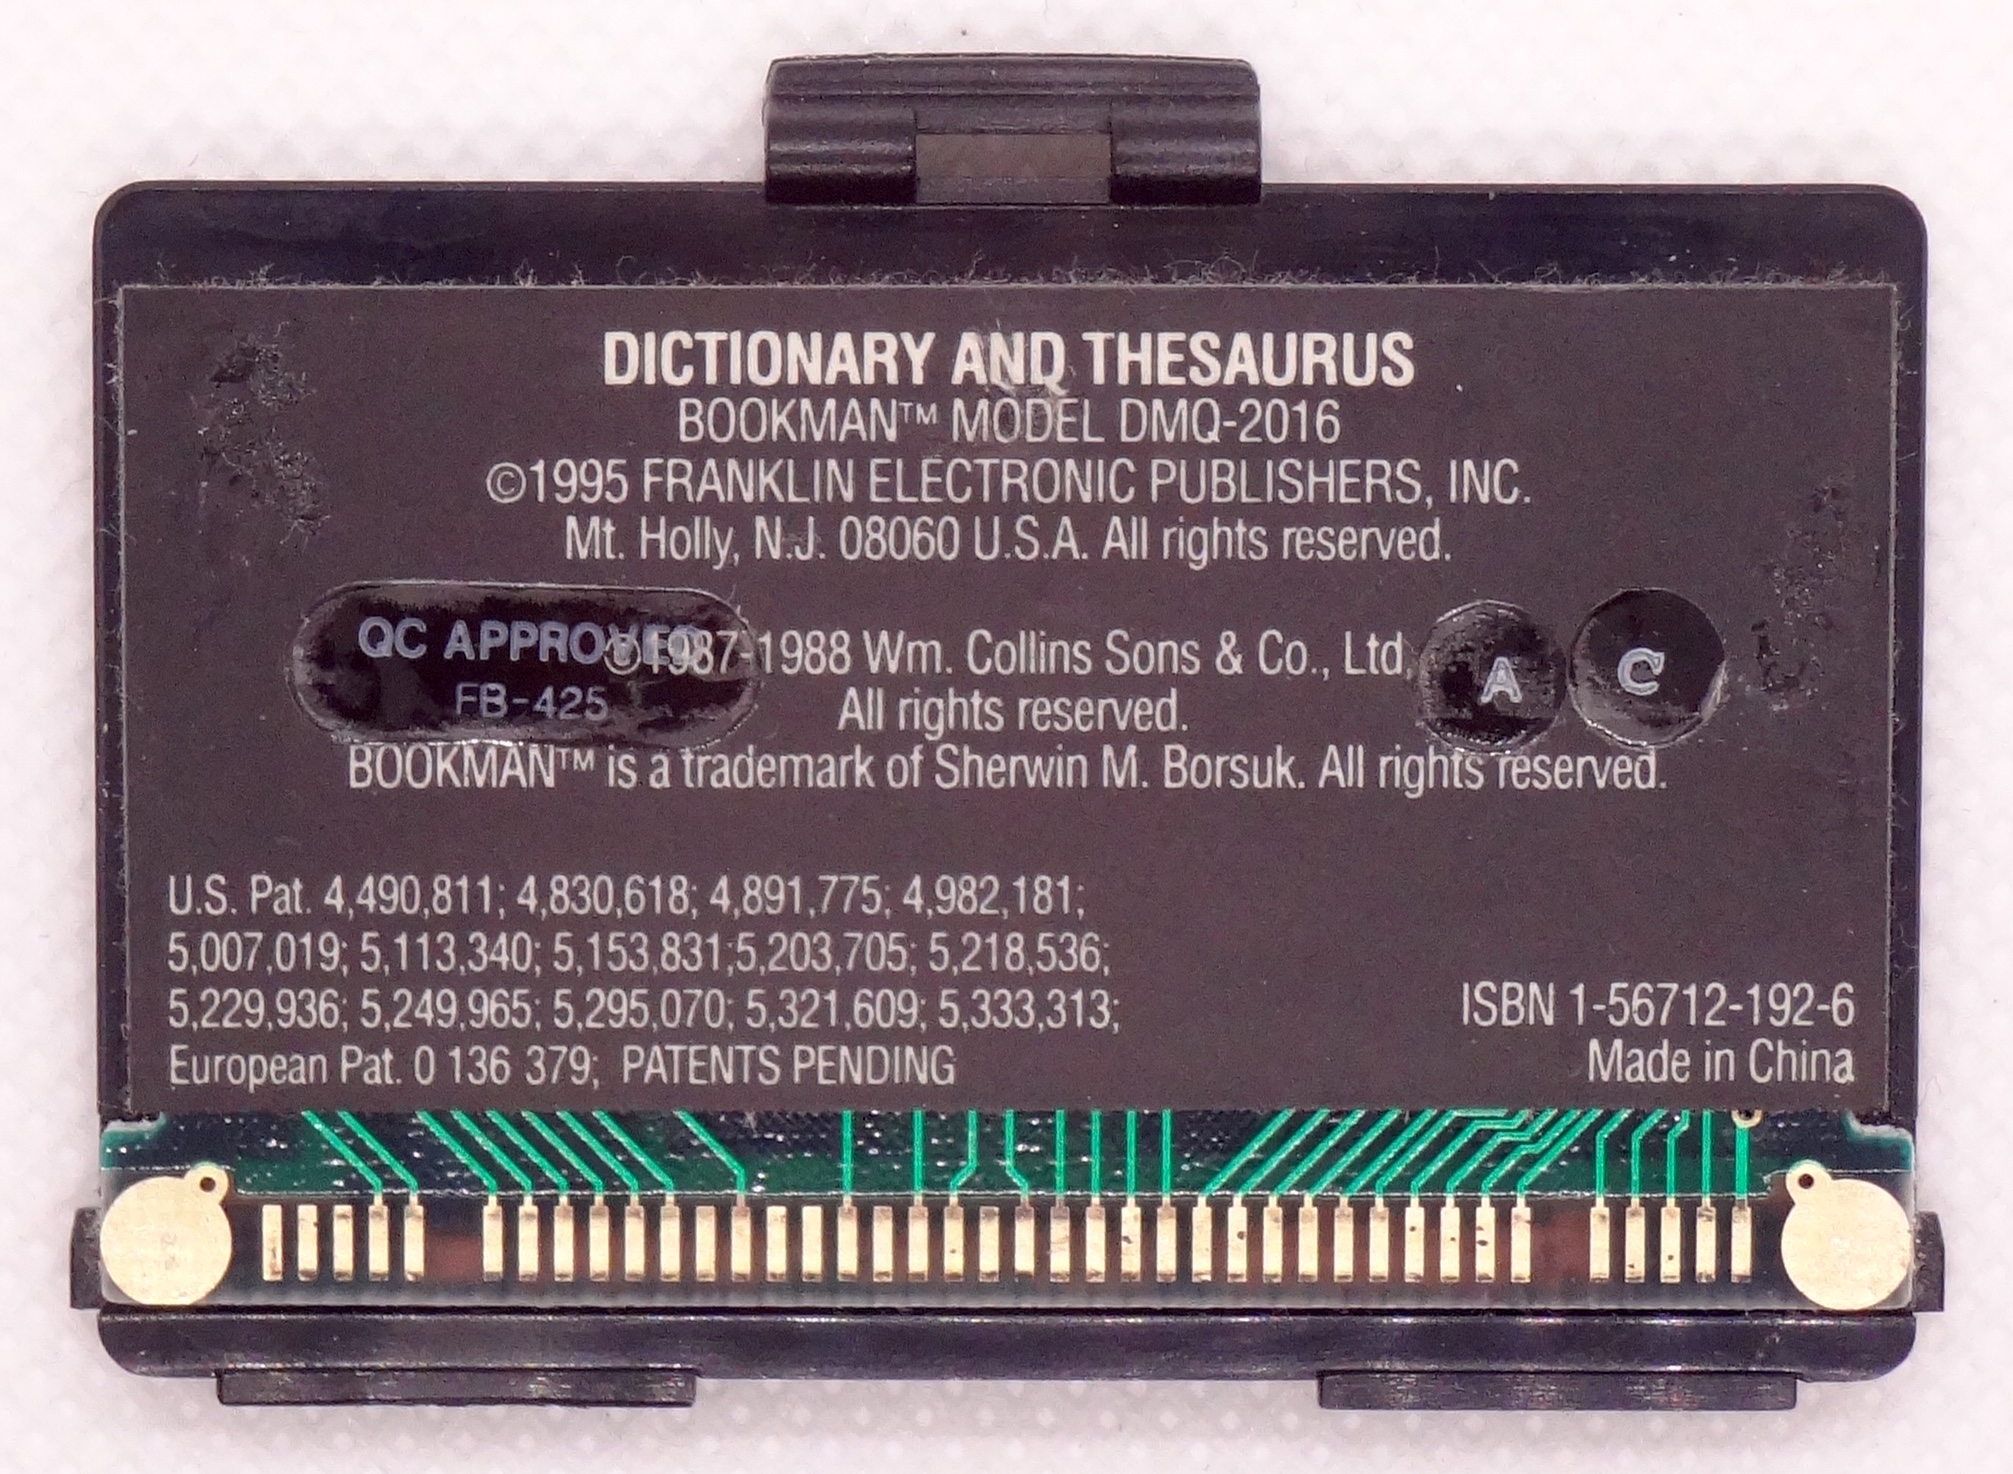 DICTIONARY AND THESAURUS
BOOKMAN™ MODEL DMQ-2016
©1995 FRANKLIN ELECTRONIC PUBLISHERS, INC.
Mt. Holly, N.J. 08060 U.S.A. All rights reserved.
QC APPROVED
FB-425
©1987-1988 Wm. Collins Sons & Co., Ltd.
A
C
All rights reserved.
BOOKMAN™ is a trademark of Sherwin M. Borsuk. All rights reserved.
U.S. Pat. 4,490,811; 4,830,618; 4,891,775; 4,982,181;
5,007,019; 5,113,340; 5,153,831;5,203,705; 5,218,536;
5,229,936; 5,249,965; 5,295,070; 5,321,609; 5,333,313;
European Pat. 0 136 379; PATENTS PENDING
ISBN 1-56712-192-6
Made in China